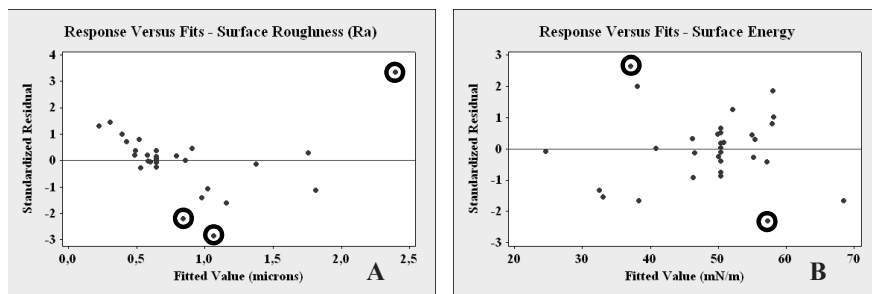 Response Versus Fits - Surface Roughness (Ra)
Standardized Residual
4
3
2
1
0
-1
-2
-3
0,0 0,5 1,0 1,5 2,0 2,5
Fitted Value (microns)
A
Response Versus Fits - Surface Energy
Standardized Residual
3
2
1
0
-1
-2
-3
20 30 40 50 60 70
Fitted Value (mN/m)
B